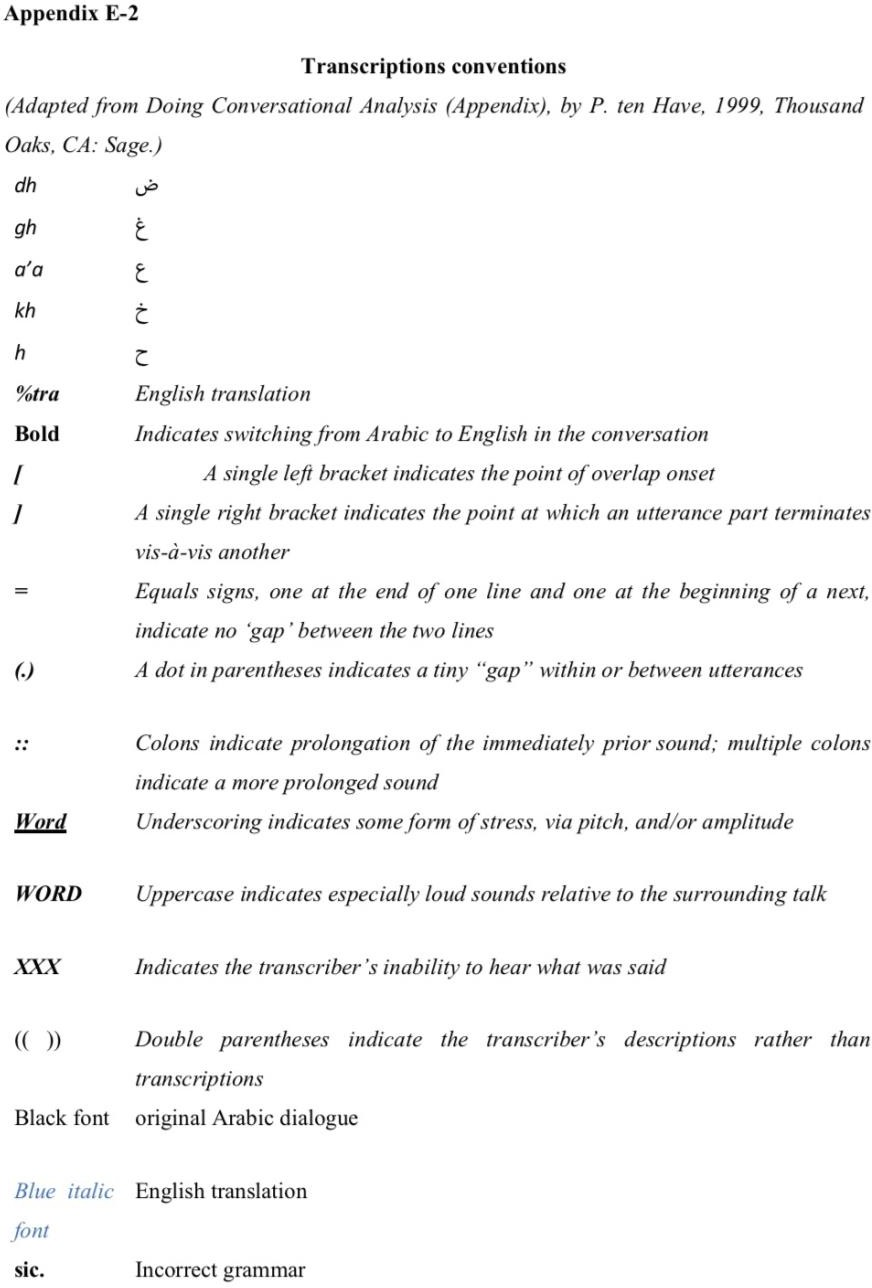 Appendix E-2
Transcriptions conventions
(Adapted from Doing Conversational Analysis (Appendix), by P. ten Have, 1999, Thousand
Oaks, CA: Sage.)
dh ض
gh غ
a'a ع
kh خ
h ح
%tra English translation
Bold Indicates switching from Arabic to English in the conversation
[ A single left bracket indicates the point of overlap onset
] A single right bracket indicates the point at which an utterance part terminates
vis-à-vis another
= Equals signs, one at the end of one line and one at the beginning of a next,
indicate no ‘gap’ between the two lines
(.) A dot in parentheses indicates a tiny “gap” within or between utterances
:: Colons indicate prolongation of the immediately prior sound; multiple colons
indicate a more prolonged sound
Word Underscoring indicates some form of stress, via pitch, and/or amplitude
WORD Uppercase indicates especially loud sounds relative to the surrounding talk
XXX Indicates the transcriber’s inability to hear what was said
(( )) Double parentheses indicate the transcriber’s descriptions rather than
transcriptions
Black font original Arabic dialogue
Blue italic English translation
font
sic. Incorrect grammar